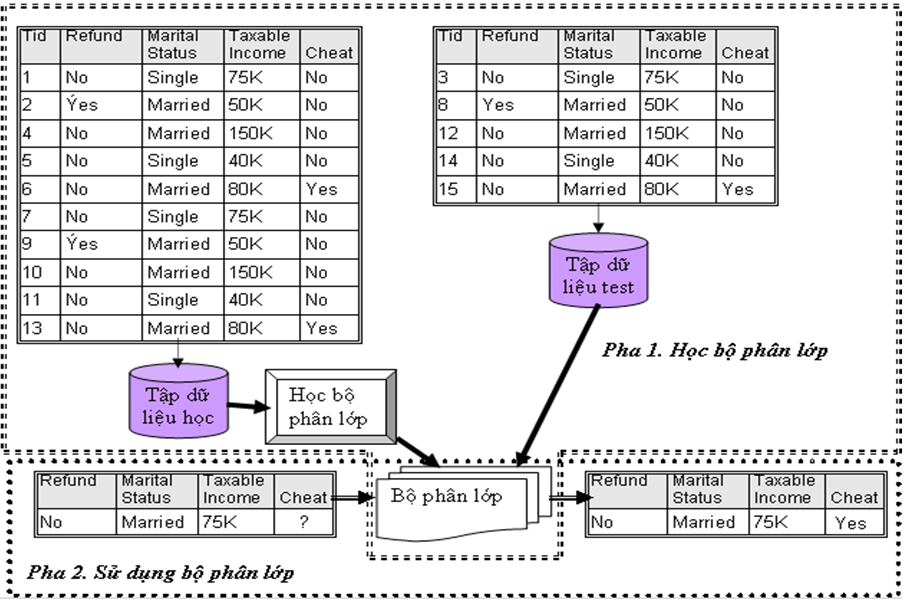 Tid Refund Marital Status Taxable Income Cheat
1 No Single 75K No
2 Ýes Married 50K No
4 No Married 150K No
5 No Single 40K No
6 No Married 80K Yes
7 No Single 75K No
9 Ýes Married 50K No
10 No Married 150K No
11 No Single 40K No
13 No Married 80K Yes
Tid Refund Marital Status Taxable Income Cheat
3 No Single 75K No
8 Yes Married 50K No
12 No Married 150K No
14 No Single 40K No
15 No Married 80K Yes
Tập dữ
liệu test
Pha 1. Học bộ phân lớp
Tập dữ
liệu học
Học bộ
phân lớp
Refund Marital Status Taxable Income Cheat
No Married 75K ?
Bộ phân lớp
Refund Marital Status Taxable Income Cheat
No Married 75K Yes
Pha 2. Sử dụng bộ phân lớp